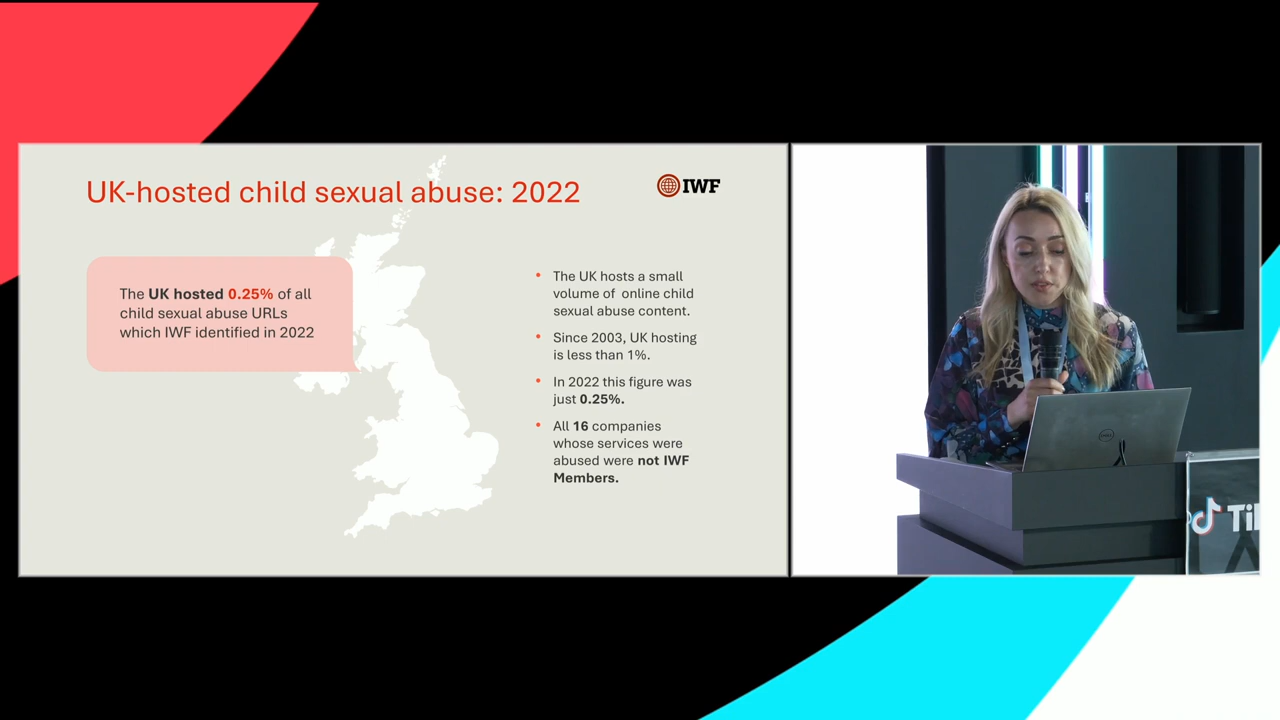 UK-hosted child sexual abuse: 2022
IWF
The UK hosted 0.25% of all
child sexual abuse URLs
which IWF identified in 2022
• The UK hosts a small
volume of online child
sexual abuse content.
• Since 2003, UK hosting
is less than 1%.
• In 2022 this figure was
just 0.25%.
• All 16 companies
whose services were
abused were not IWF
Members.
DELL